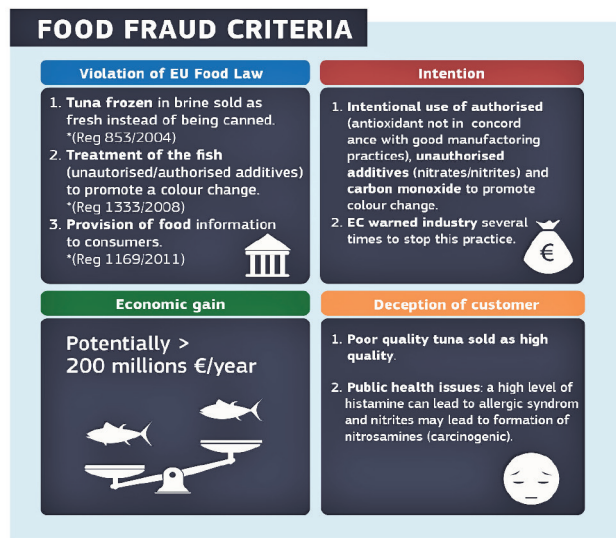 FOOD FRAUD CRITERIA
Violation of EU Food Law
1. Tuna frozen in brine sold as
fresh instead of being canned.
*(Reg 853/2004)
2. Treatment of the fish
(unautorised/authorised additives)
to promote a colour change.
*(Reg 1333/2008)
3. Provision of food information
to consumers.
*(Reg 1169/2011)
Intention
1. Intentional use of authorised
(antioxidant not in concord
ance with good manufactoring
practices), unauthorised
additives (nitrates/nitrites) and
carbon monoxide to promote
colour change.
2. EC warned industry several
times to stop this practice.
€
Economic gain
Potentially >
200 millions €/year
Deception of customer
1. Poor quality tuna sold as high
quality.
2. Public health issues: a high level of
histamine can lead to allergic syndrom
and nitrites may lead to formation of
nitrosamines (carcinogenic).